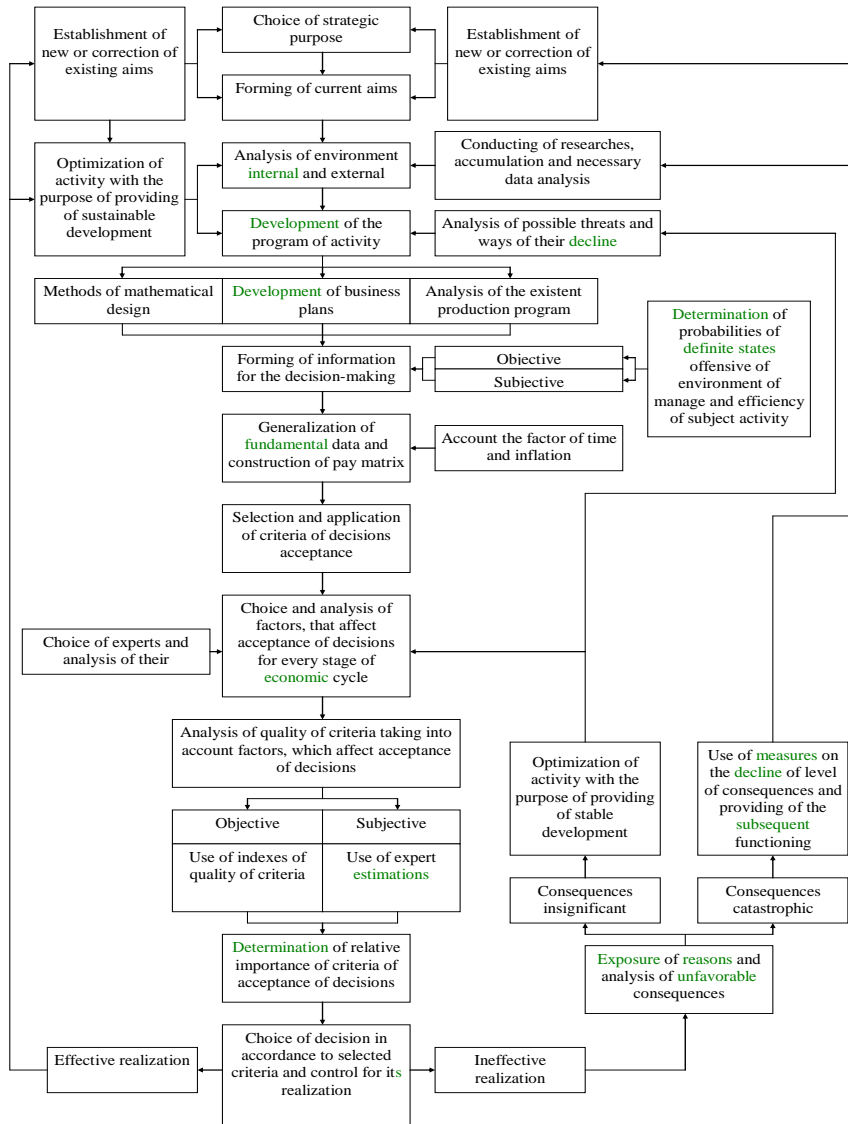 Establishment of
new or correction of
existing aims
Choice of strategic
purpose
Establishment of
new or correction of
existing aims
Forming of current
aims
Optimization of
activity with the
purpose of providing
of sustainable
development
Analysis of environment
internal and external
Conducting of researches,
accumulation and necessary
data analysis
Development of the
program of activity
Analysis of possible threats and
ways of their decline
Methods of mathematical
design
Development of business
plans
Analysis of the existent
production program
Determination of
probabilities of
definite states
offensive of
environment of
manage and efficiency
of subject activity
Forming of information
for the decision-making
Objective
Subjective
Generalization of
fundamental data and
construction of pay matrix
Account the factor of time
and inflation
Selection and application
of criteria of decisions
acceptance
Choice of experts and
analysis of their
Choice and analysis of
factors, that affect
acceptance of decisions
for every stage of
economic cycle
Analysis of quality of criteria taking into
account factors, which affect acceptance
of decisions
Optimization of
activity with the
purpose of providing
of stable
development
Use of measures on
the decline of level
of consequences and
providing of the
subsequent
functioning
Objective
Subjective
Use of indexes of
quality of criteria
Use of expert
estimations
Consequences
insignificant
Consequences
catastrophic
Determination of relative
importance of criteria of
acceptance of decisions
Exposure of reasons and
analysis of unfavorable
consequences
Effective realization
Choice of decision in
accordance to selected
criteria and control for its
realization
Ineffective
realization